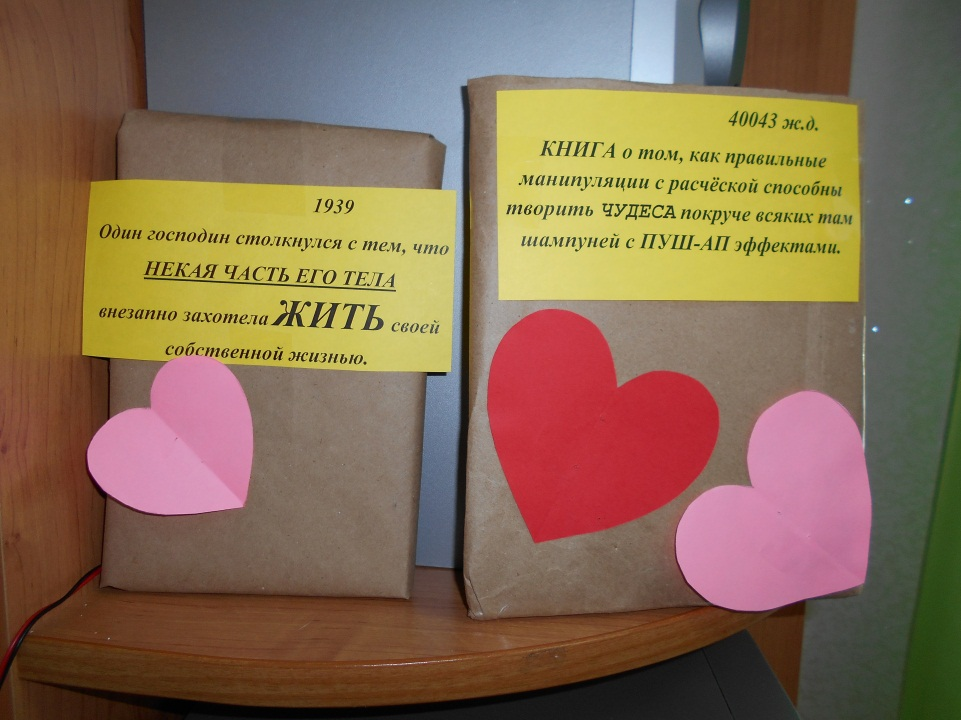 1939
Один господин столкнулся с тем, что
НЕКАЯ ЧАСТЬ ЕГО ТЕЛА
внезапно захотела ЖИТЬ своей
собственной жизнью.
40043 ж.д.
КНИГА о том, как правильные
манипуляции с расчёской способны
творить ЧУДЕСА покруче всяких там
шампуней с ПУШ-АП эффектами.